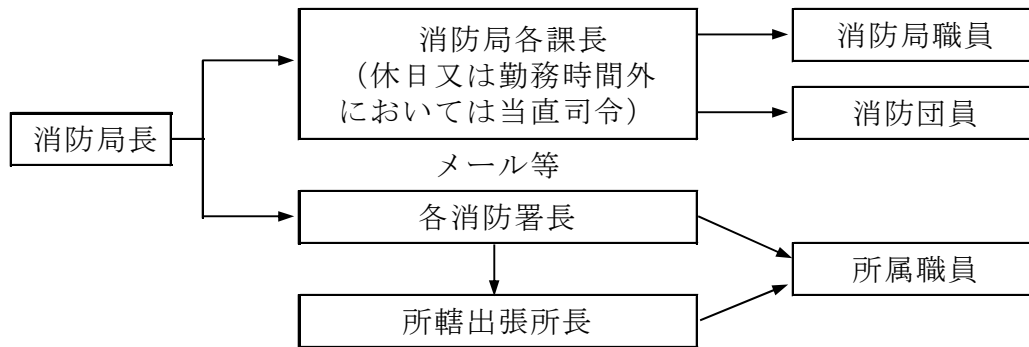 消防局長
消防局各課長
（休日又は勤務時間外
においては当直司令）
消防局職員
消防団員
メール等
各消防署長
所轄出張所長
所属職員